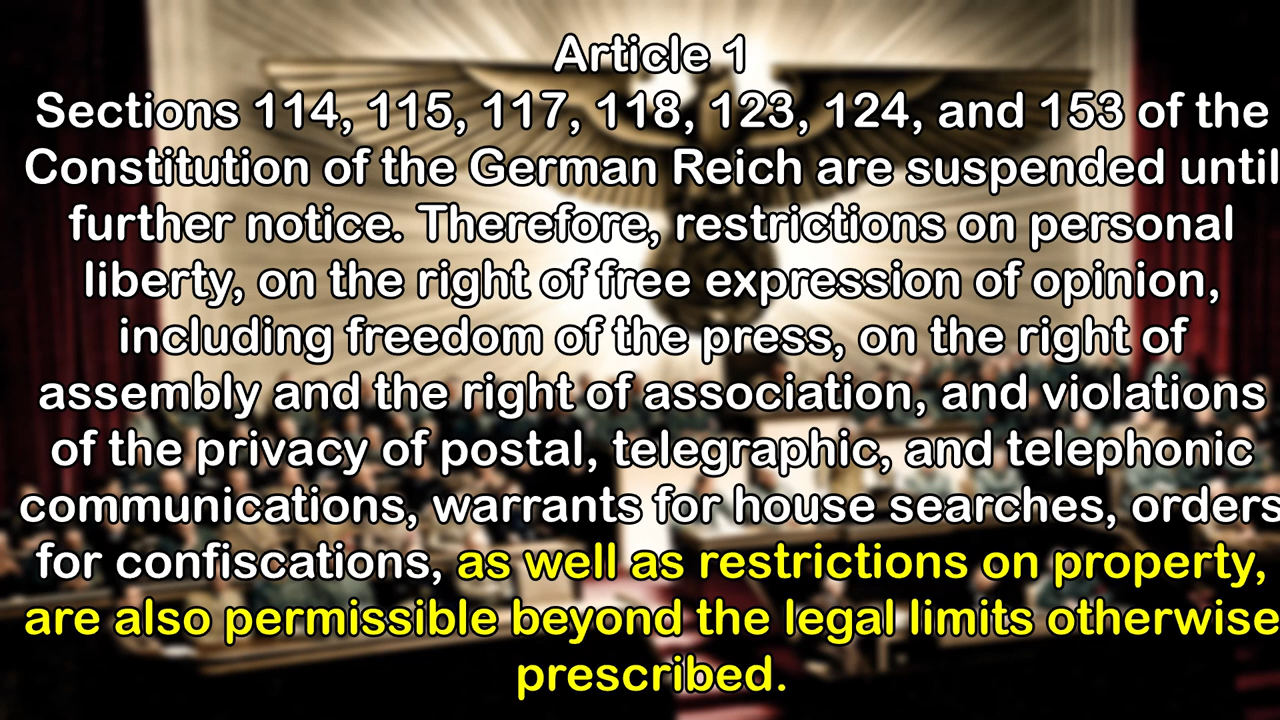 Article 1
Sections 114, 115, 117, 118, 123, 124, and 153 of the
Constitution of the German Reich are suspended until
further notice. Therefore, restrictions on personal
liberty, on the right of free expression of opinion,
including freedom of the press, on the right of
assembly and the right of association, and violations
of the privacy of postal, telegraphic, and telephonic
communications, warrants for house searches, orders
for confiscations, as well as restrictions on property,
are also permissible beyond the legal limits otherwise
prescribed.